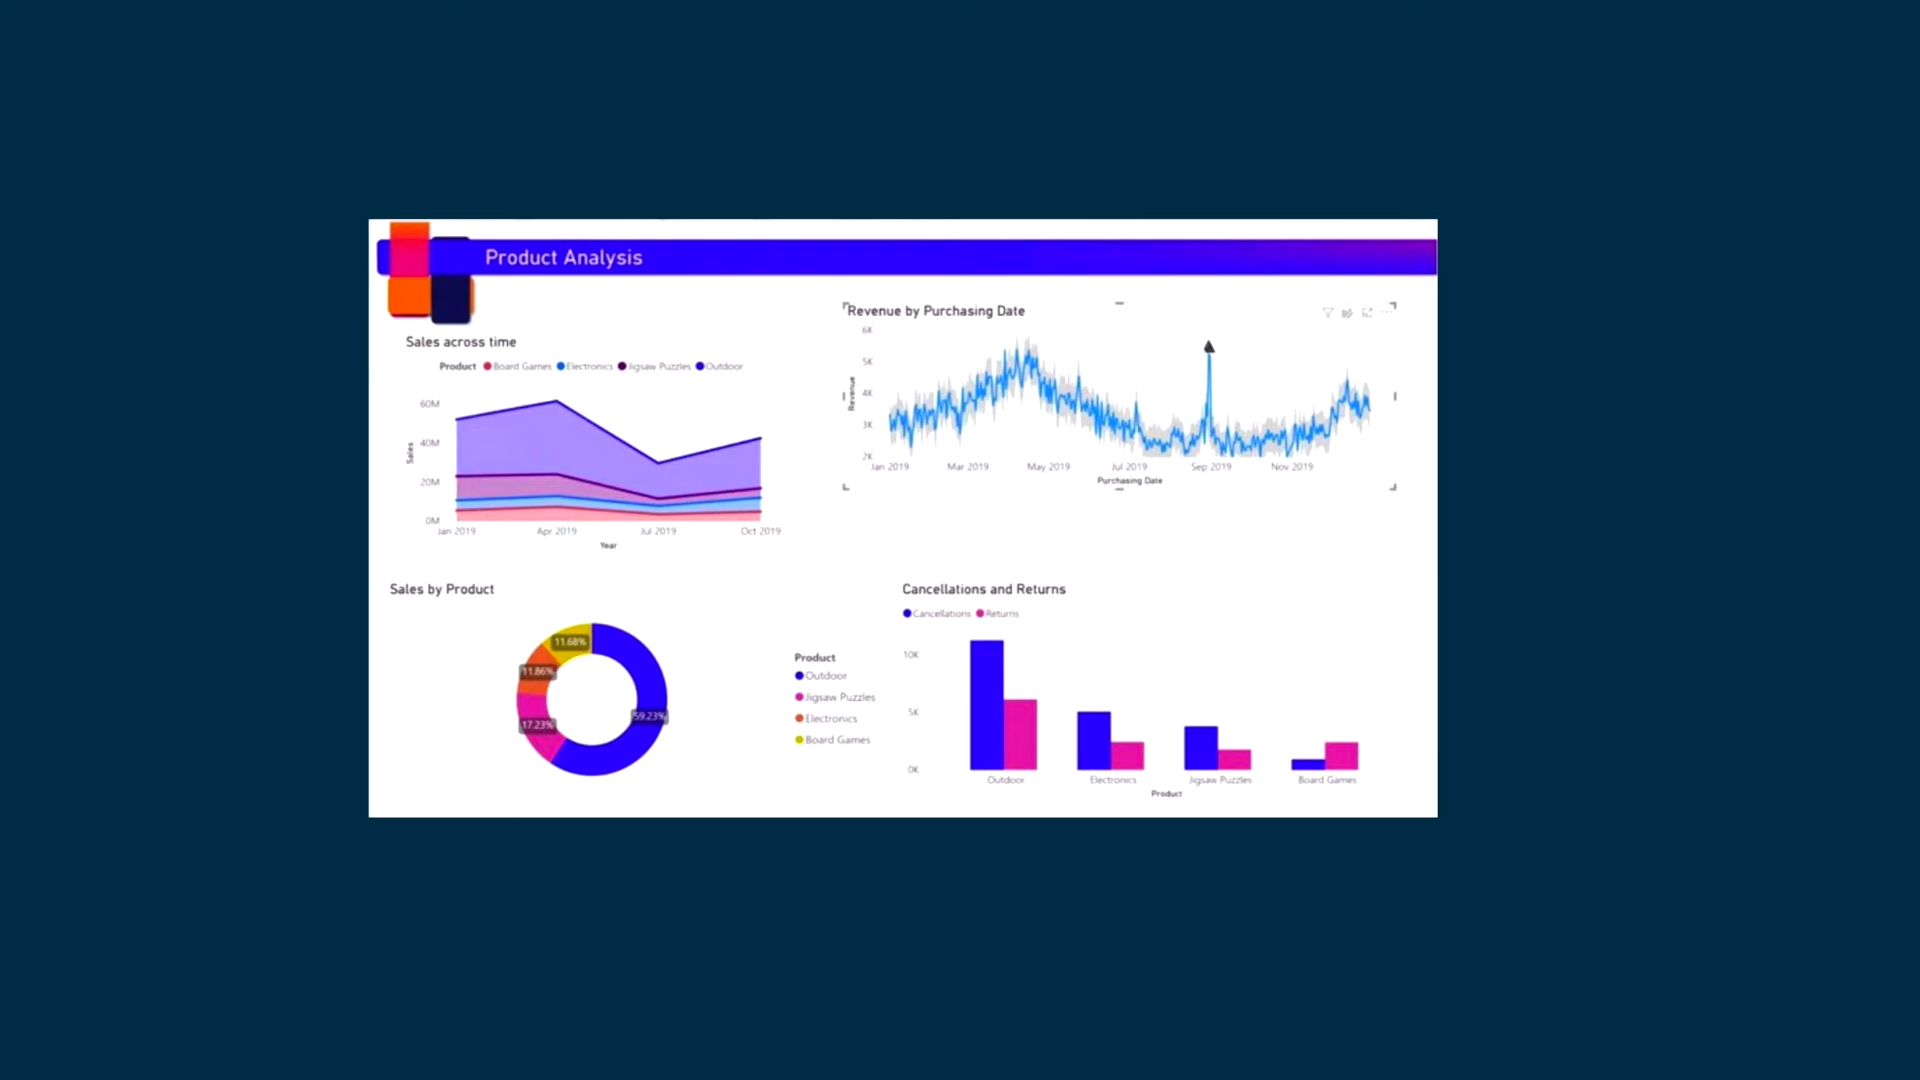 Product Analysis
Sales across time
Product Board Games Electronics Jigsaw Puzzles Outdoor
60M
40M
20M
0M
Sales
Jan 2019 Apr 2019 Jul 2019 Oct 2019
Year
Revenue by Purchasing Date
6K
5K
4K
3K
2K
Revenue
Jan 2019 Mar 2019 May 2019 Jul 2019 Sep 2019 Nov 2019
Purchasing Date
Sales by Product
11.68%
11.86%
17.23%
59.23%
Product
Outdoor
Jigsaw Puzzles
Electronics
Board Games
Cancellations and Returns
Cancellations Returns
10K
5K
0K
Outdoor Electronics Jigsaw Puzzles Board Games
Product